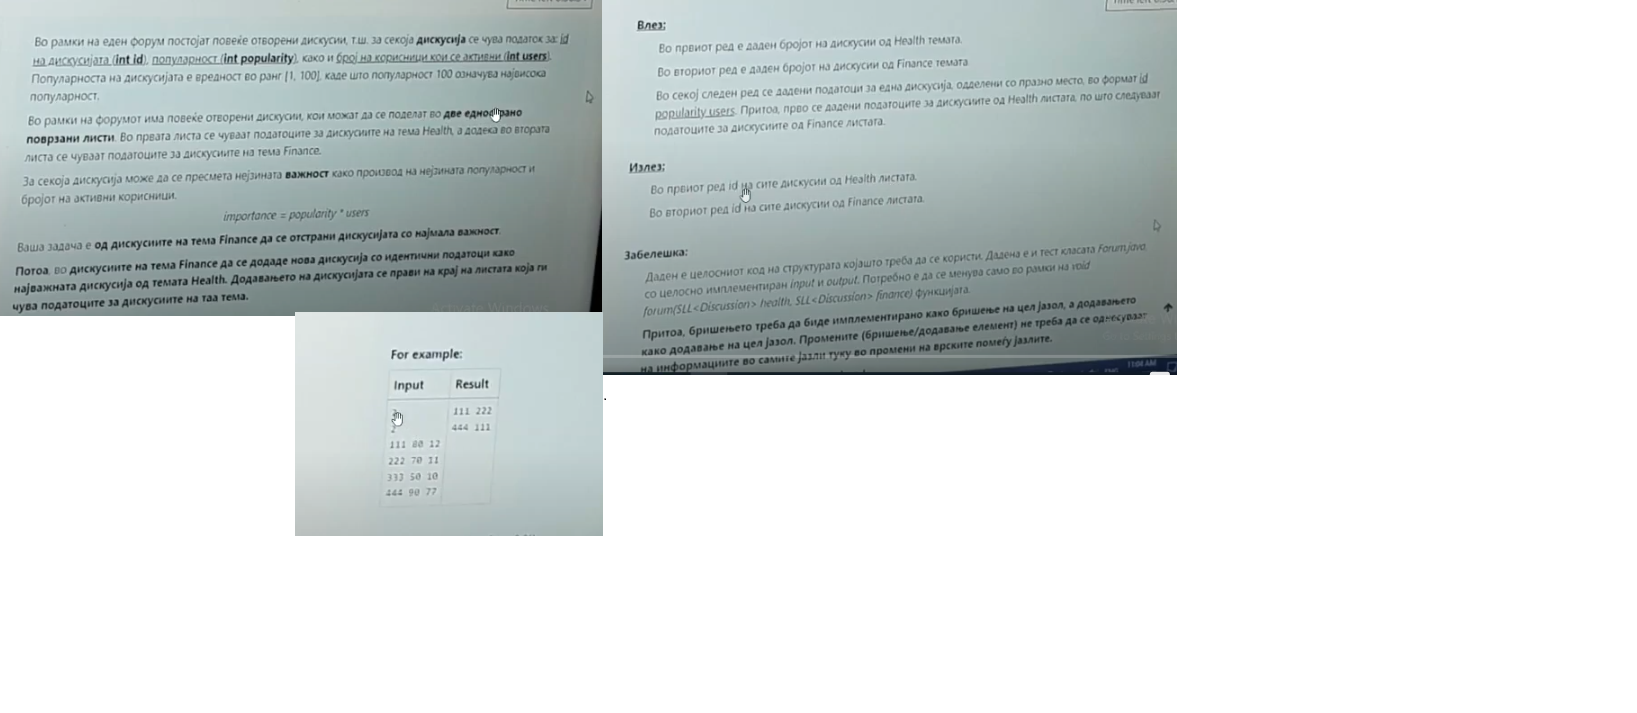 Во рамки на еден форум постојат повеќе отворени дискусии, т.ш. за секоја дискусија се чува податок за: id
на дискусијата (int id), популарност (int popularity), како и број на корисници кои се активни (int users).
Популарноста на дискусијата е вредност во ранг [1, 100], каде што популарност 100 означува највисока
популарност.
Во рамки на форумот има повеќе отворени дискусии, кои можат да се поделат во две
поврзани листи. Во првата листа се чуваат податоците за дискусиите на тема Health, а додека во втората
листа се чуваат податоците за дискусиите на тема Finance.
За секоја дискусија може да се пресмета нејзината важност како производ на нејзината популарност и
бројот на активни корисници.
importance = popularity * users
Ваша задача е од дискусиите на тема Finance да се отстрани дискусијата со најмала важност.
Потоа, во дискусиите на тема Finance да се додаде нова дискусија со идентични податоци како
најважната дискусија од темата Health. Додавањето на дискусијата се прави на крај на листата која ги
чува податоците за дискусиите на таа тема.
Activate Windows
Влез:
Во првиот ред е даден бројот на дискусии од Health темата.
Во вториот ред е даден бројот на дискусии од Finance темата
Во секој следен ред се дадени податоци за една дискусија, одделени со празно место, во формат id
popularity users. Притоа, прво се дадени податоците за дискусиите од Health листата, по што следуваат
податоците за дискусиите од Finance листата.
Излез:
Во првиот ред id на сите дискусии од Health листата.
Во вториот ред id на сите дискусии од Finance листата.
Забелешка:
Даден е целосниот код на структурата којашто треба да се користи. Дадена е и тест класата Forum.java,
со целосно имплементиран input и output. Потребно е да се менува само во рамки на void
forum(SLL<Discussion> health, SLL<Discussion> finance) функцијата.
Притоа, бришењето треба да биде имплементирано како бришење на цел јазол, а додавањето
како додавање на цел јазол. Промените (бришење/додавање елемент) не треба да се однесуваат
на информациите во самите јазли туку во промени на врските помеѓу јазлите.
11:04 AM
For example:
Input Result
111 222
2 444 111
111 80 12
222 70 11
333 50 10
444 90 77